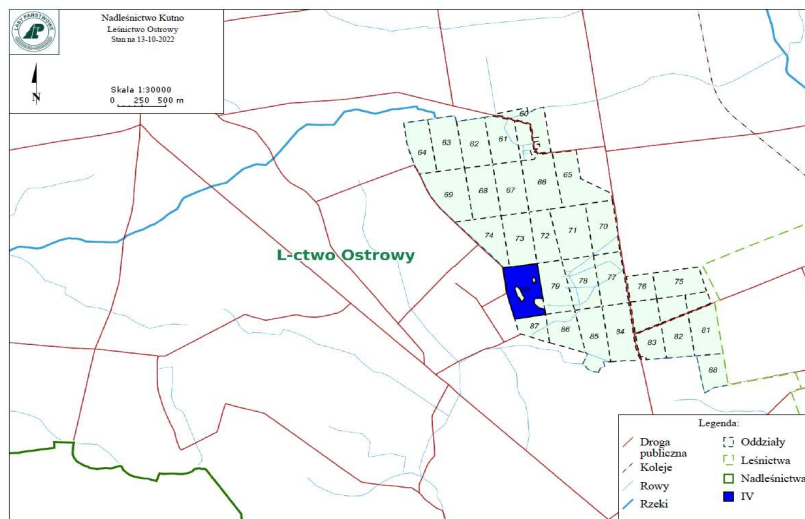 LASY PAŃSTWOWE
Nadleśnictwo Kutno
Leśnictwo Ostrowy
Stan na 13-10-2022
N
Skala 1:30000
0 250 500 m
60
64 63 62 61
69 68 67 66 65
74 73 72 71 70
79 78 77 76 75
87 86 85 84 83 82 81
88
L-ctwo Ostrowy
Legenda:
Droga publiczna
Koleje
Rowy
Rzeki
Oddziały
Leśnictwa
Nadleśnictwa
IV